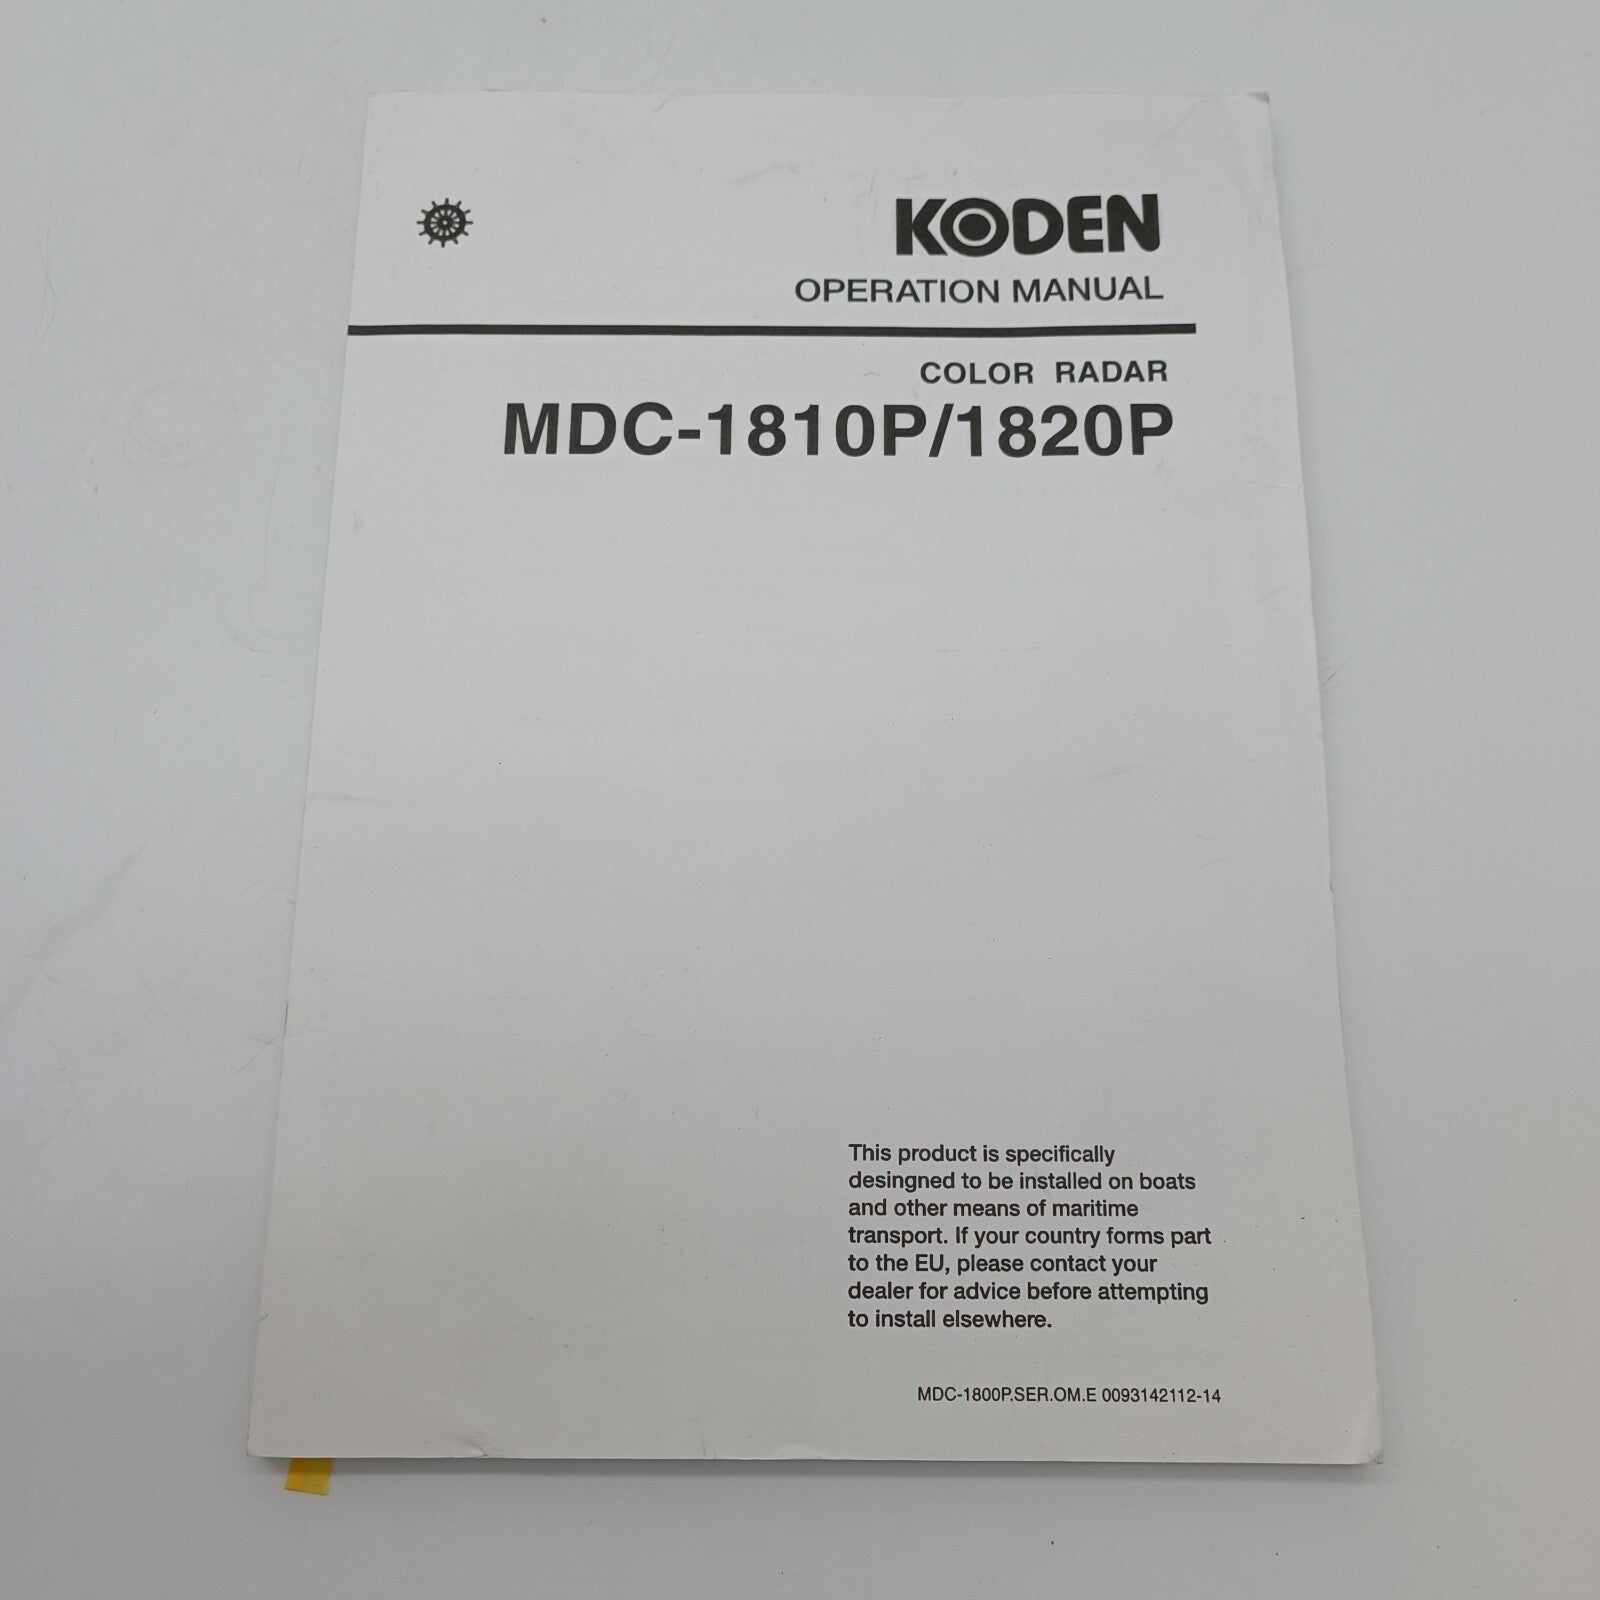 KODEN
OPERATION MANUAL
COLOR RADAR
MDC-1810P/1820P
This product is specifically
desingned to be installed on boats
and other means of maritime
transport. If your country forms part
to the EU, please contact your
dealer for advice before attempting
to install elsewhere.
MDC-1800P.SER.OM.E 0093142112-14